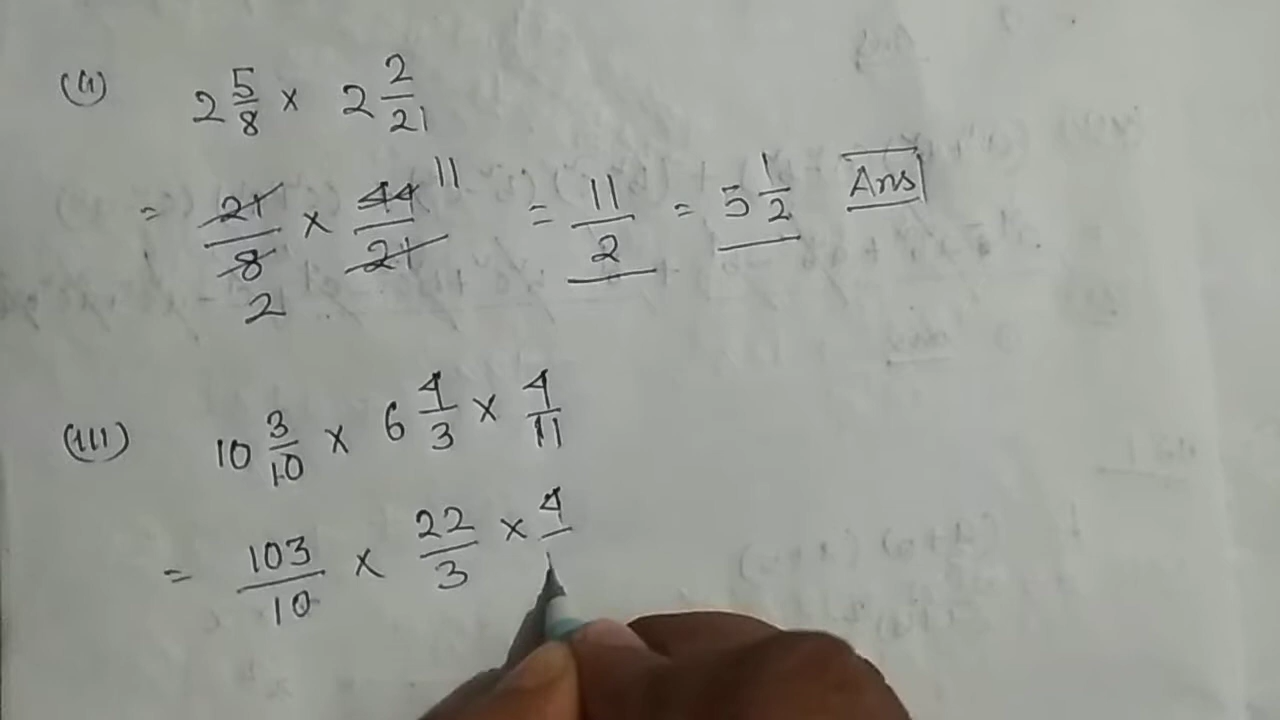 (ii) 2 5/8 × 2 2/21
= 21/8 × 44/21 11 = 11/2 = 5 1/2 Ans
2
(iii) 10 3/10 × 6 4/3 × 4/11
= 103/10 × 22/3 × 4/